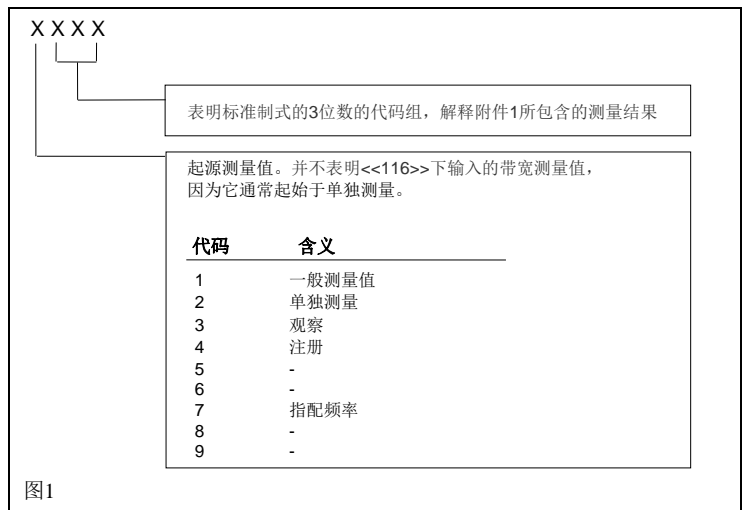 X X X X
表明标准制式的3位数的代码组，解释附件1所包含的测量结果
起源测量值。并不表明<<116>>下输入的带宽测量值，
因为它通常起始于单独测量。
代码 含义
1 一般测量值
2 单独测量
3 观察
4 注册
5 -
6 -
7 指配频率
8 -
9 -
图1